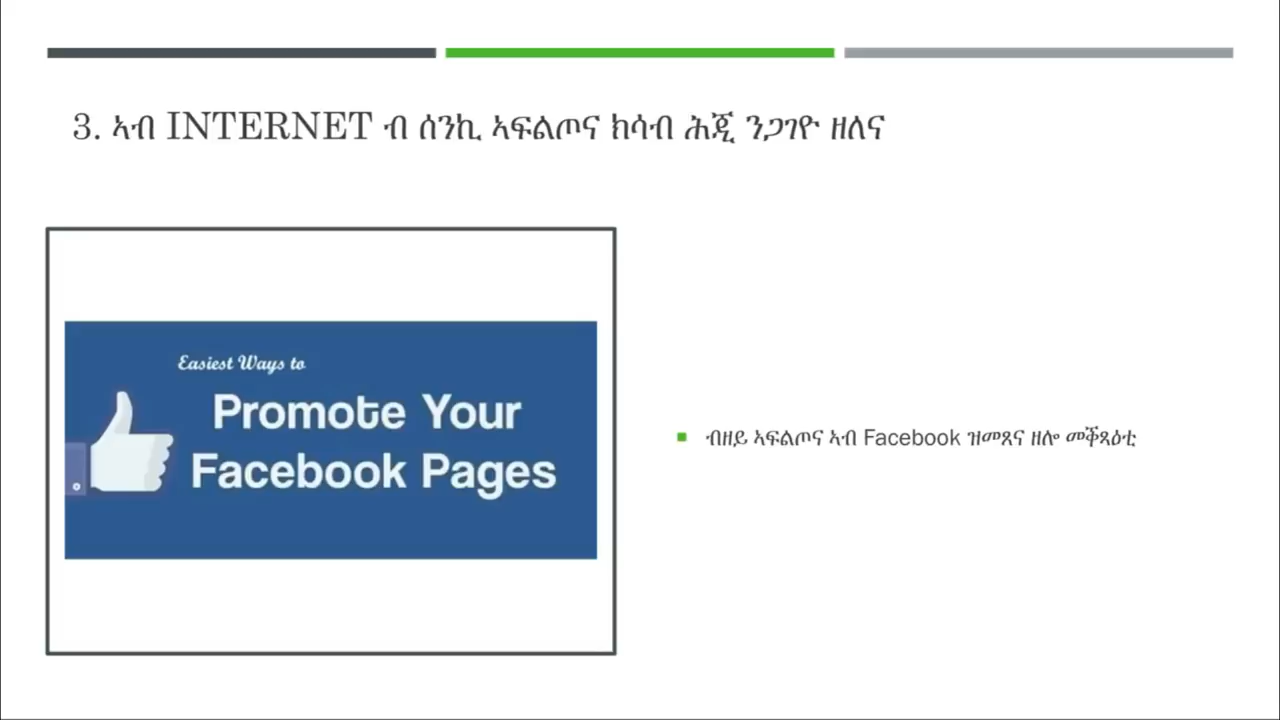 3. ኣብ INTERNET ብ ሰንኪ ኣፍልጦና ክሳብ ሕጂ ንጋገዮ ዘለና
Easiest Ways to
Promote Your
Facebook Pages
ብዘይ ኣፍልጦና ኣብ Facebook ዝመጸና ዘሎ መቕጻዕቲ